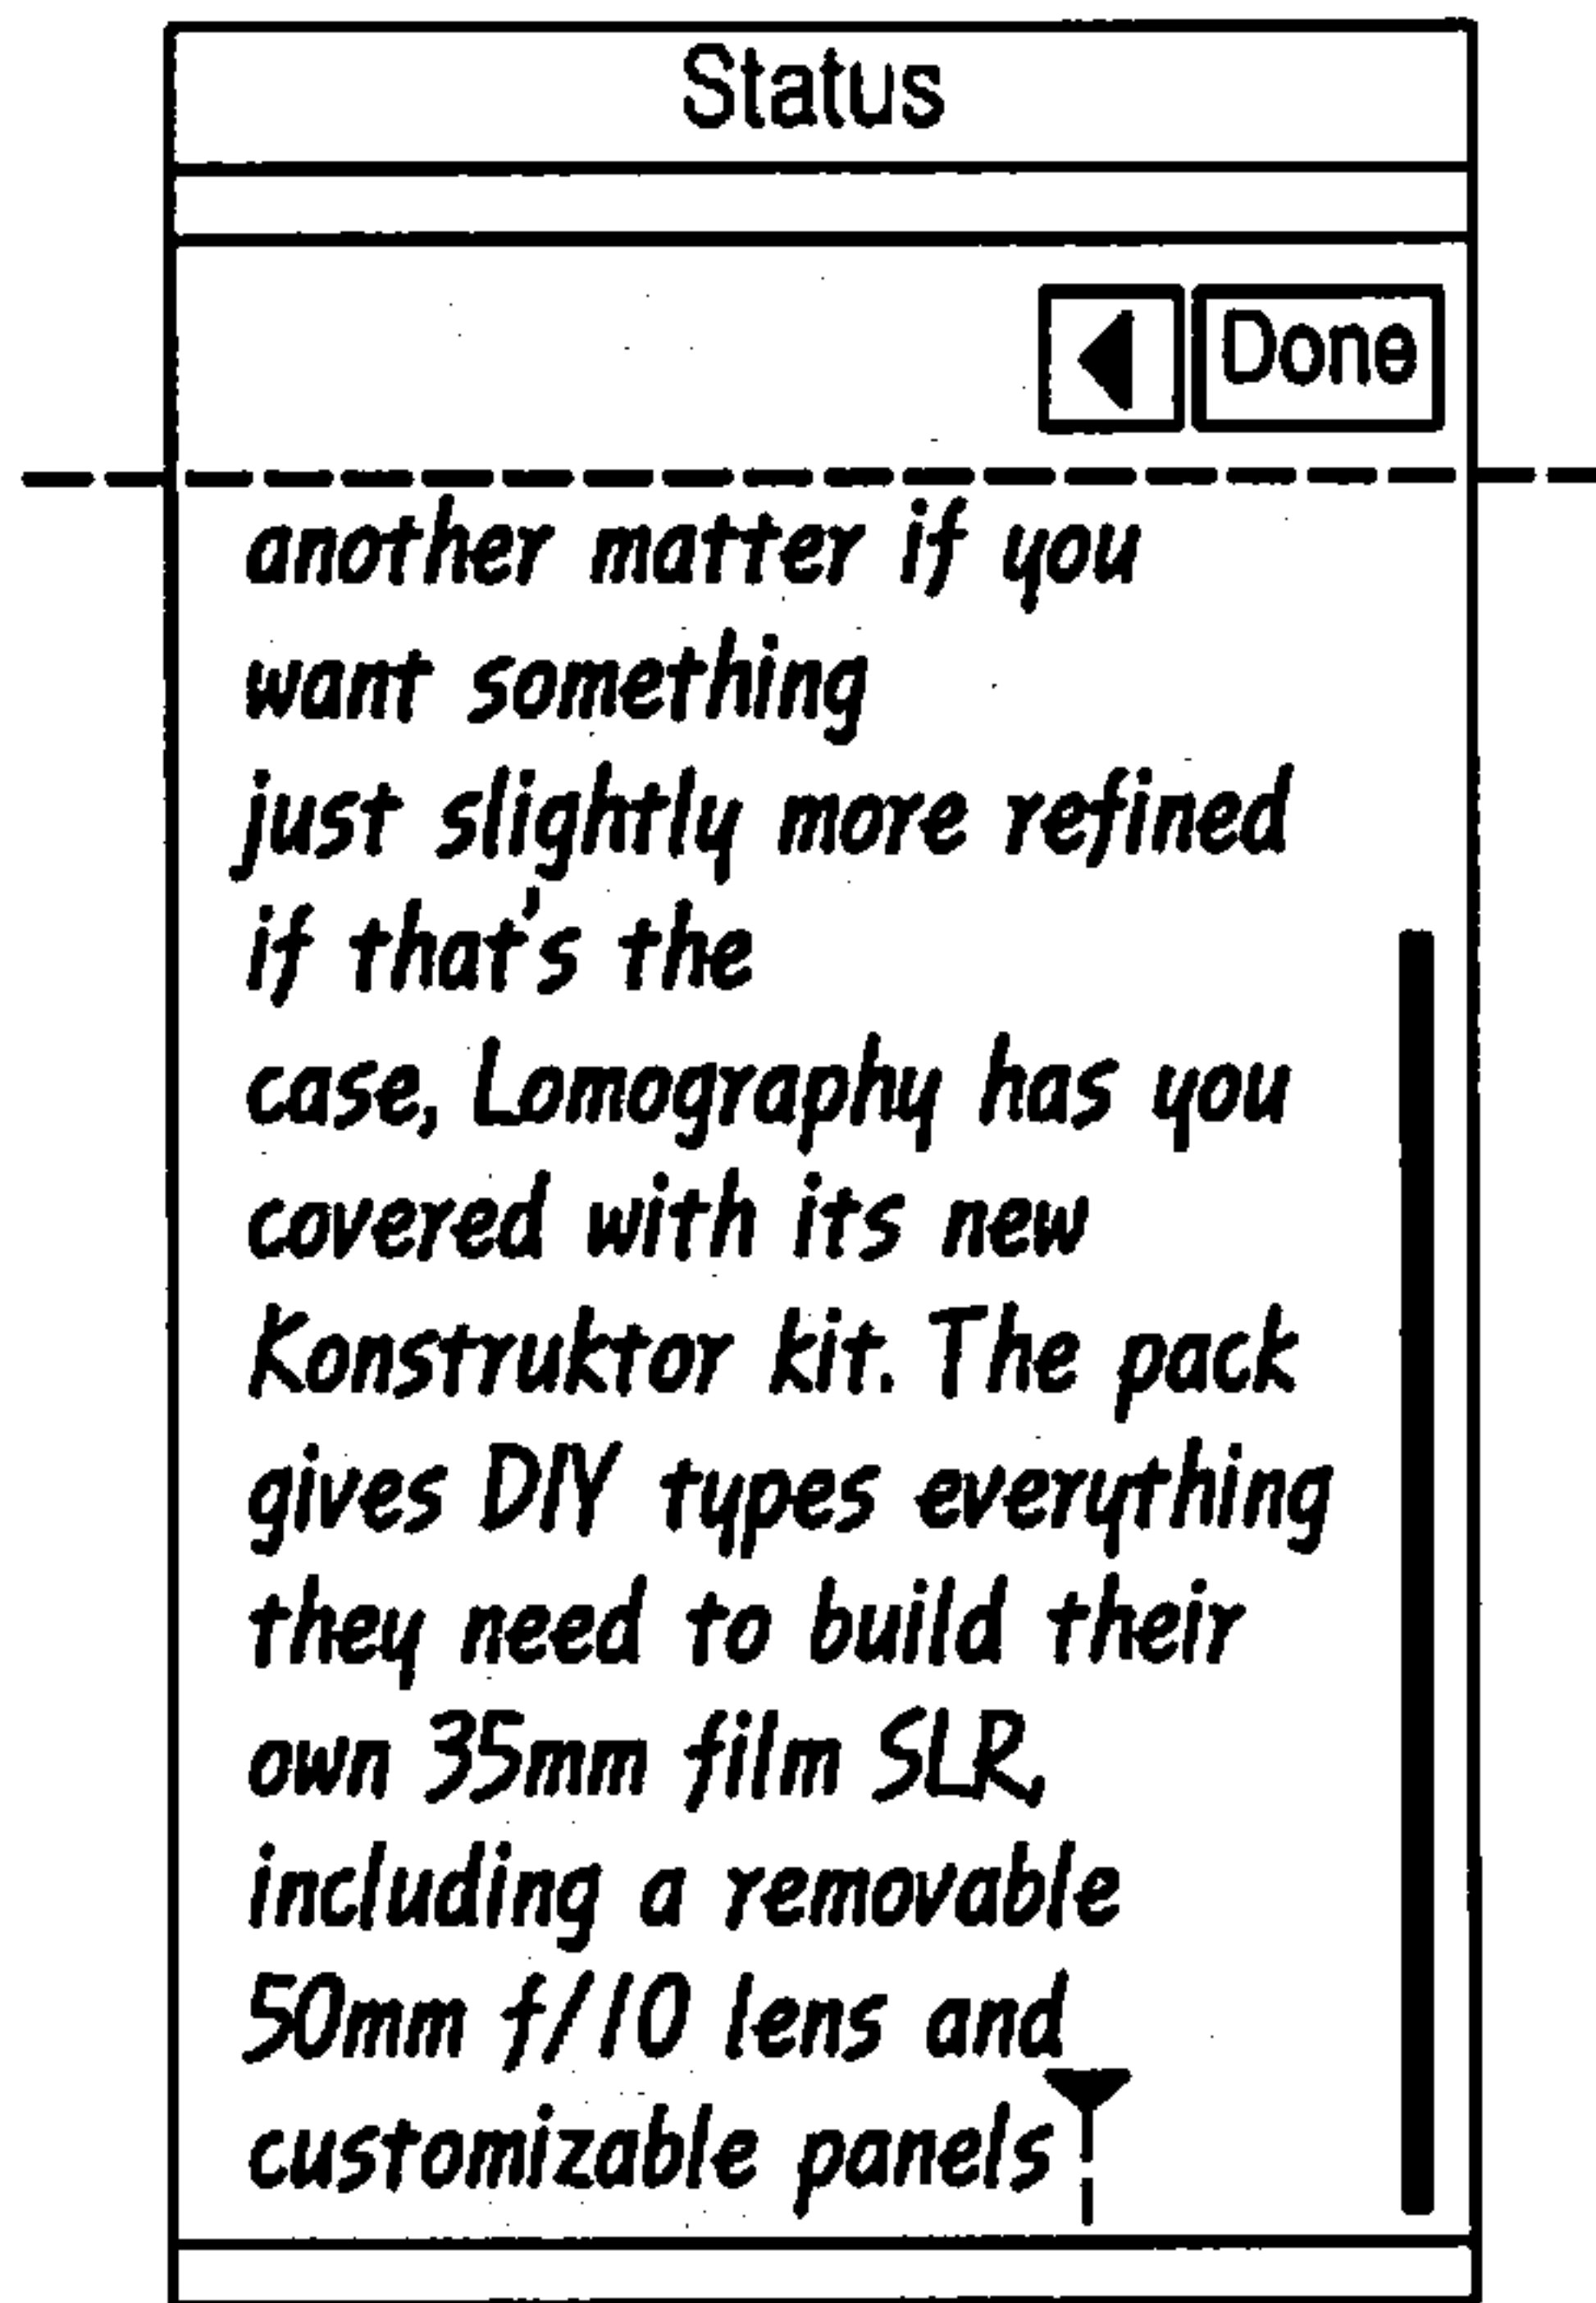 Status
Done
another matter if you
want something
just slightly more refined
if that's the
case, Lomography has you
covered with its new
Konstruktor kit. The pack
gives DIY types everything
they need to build their
own 35mm film SLR,
including a removable
50mm f/10 lens and
customizable panels